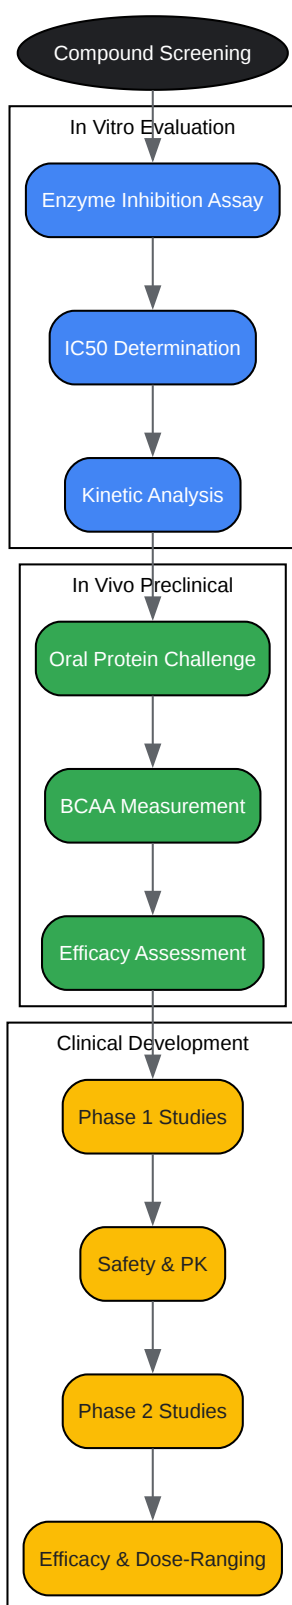 Compound Screening
In Vitro Evaluation
Enzyme Inhibition Assay
IC50 Determination
Kinetic Analysis
In Vivo Preclinical
Oral Protein Challenge
BCAA Measurement
Efficacy Assessment
Clinical Development
Phase 1 Studies
Safety & PK
Phase 2 Studies
Efficacy & Dose-Ranging